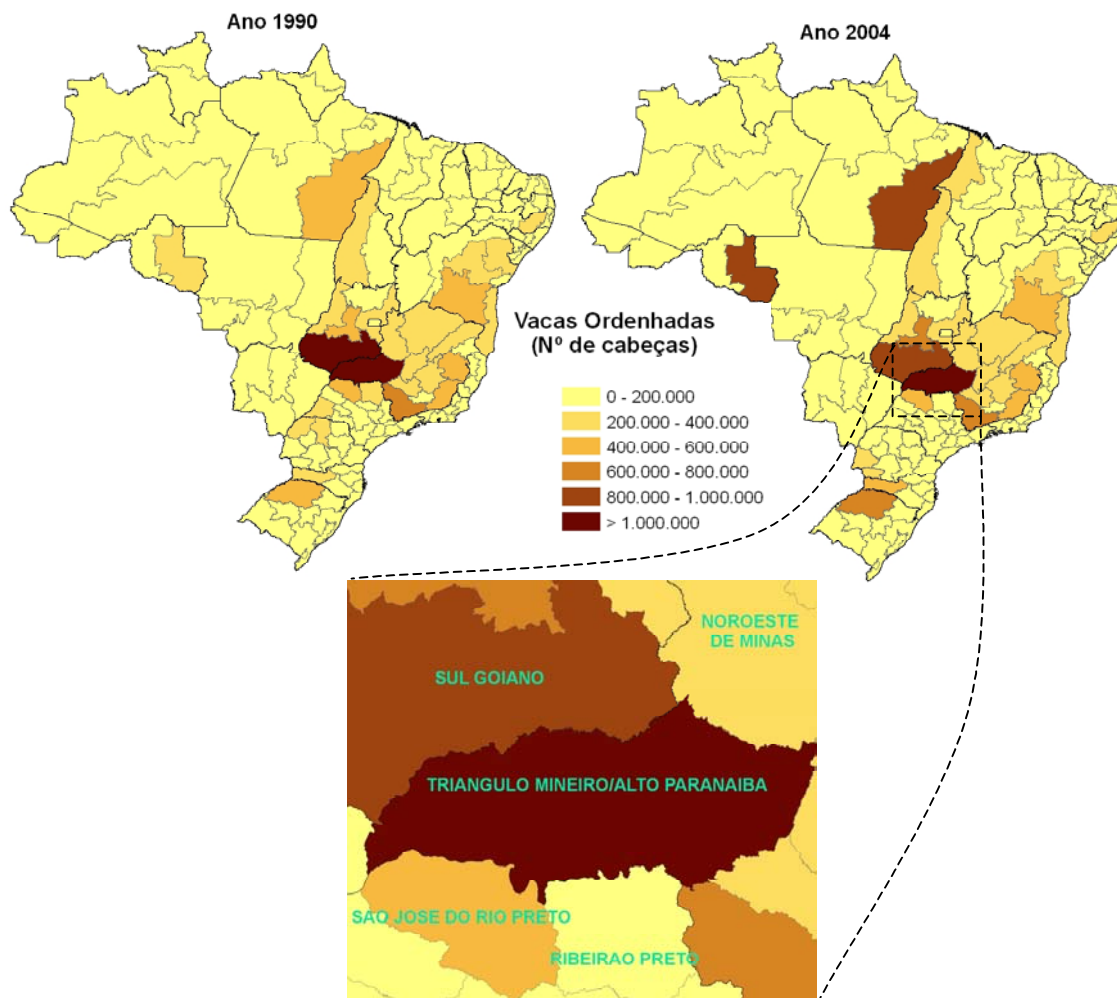 Ano 1990
Ano 2004
Vacas Ordenhadas
(Nº de cabeças)
0 - 200.000
200.000 - 400.000
400.000 - 600.000
600.000 - 800.000
800.000 - 1.000.000
> 1.000.000
NOROESTE
DE MINAS
SUL GOIANO
TRIANGULO MINEIRO/ALTO PARANAIBA
SAO JOSE DO RIO PRETO
RIBEIRAO PRETO